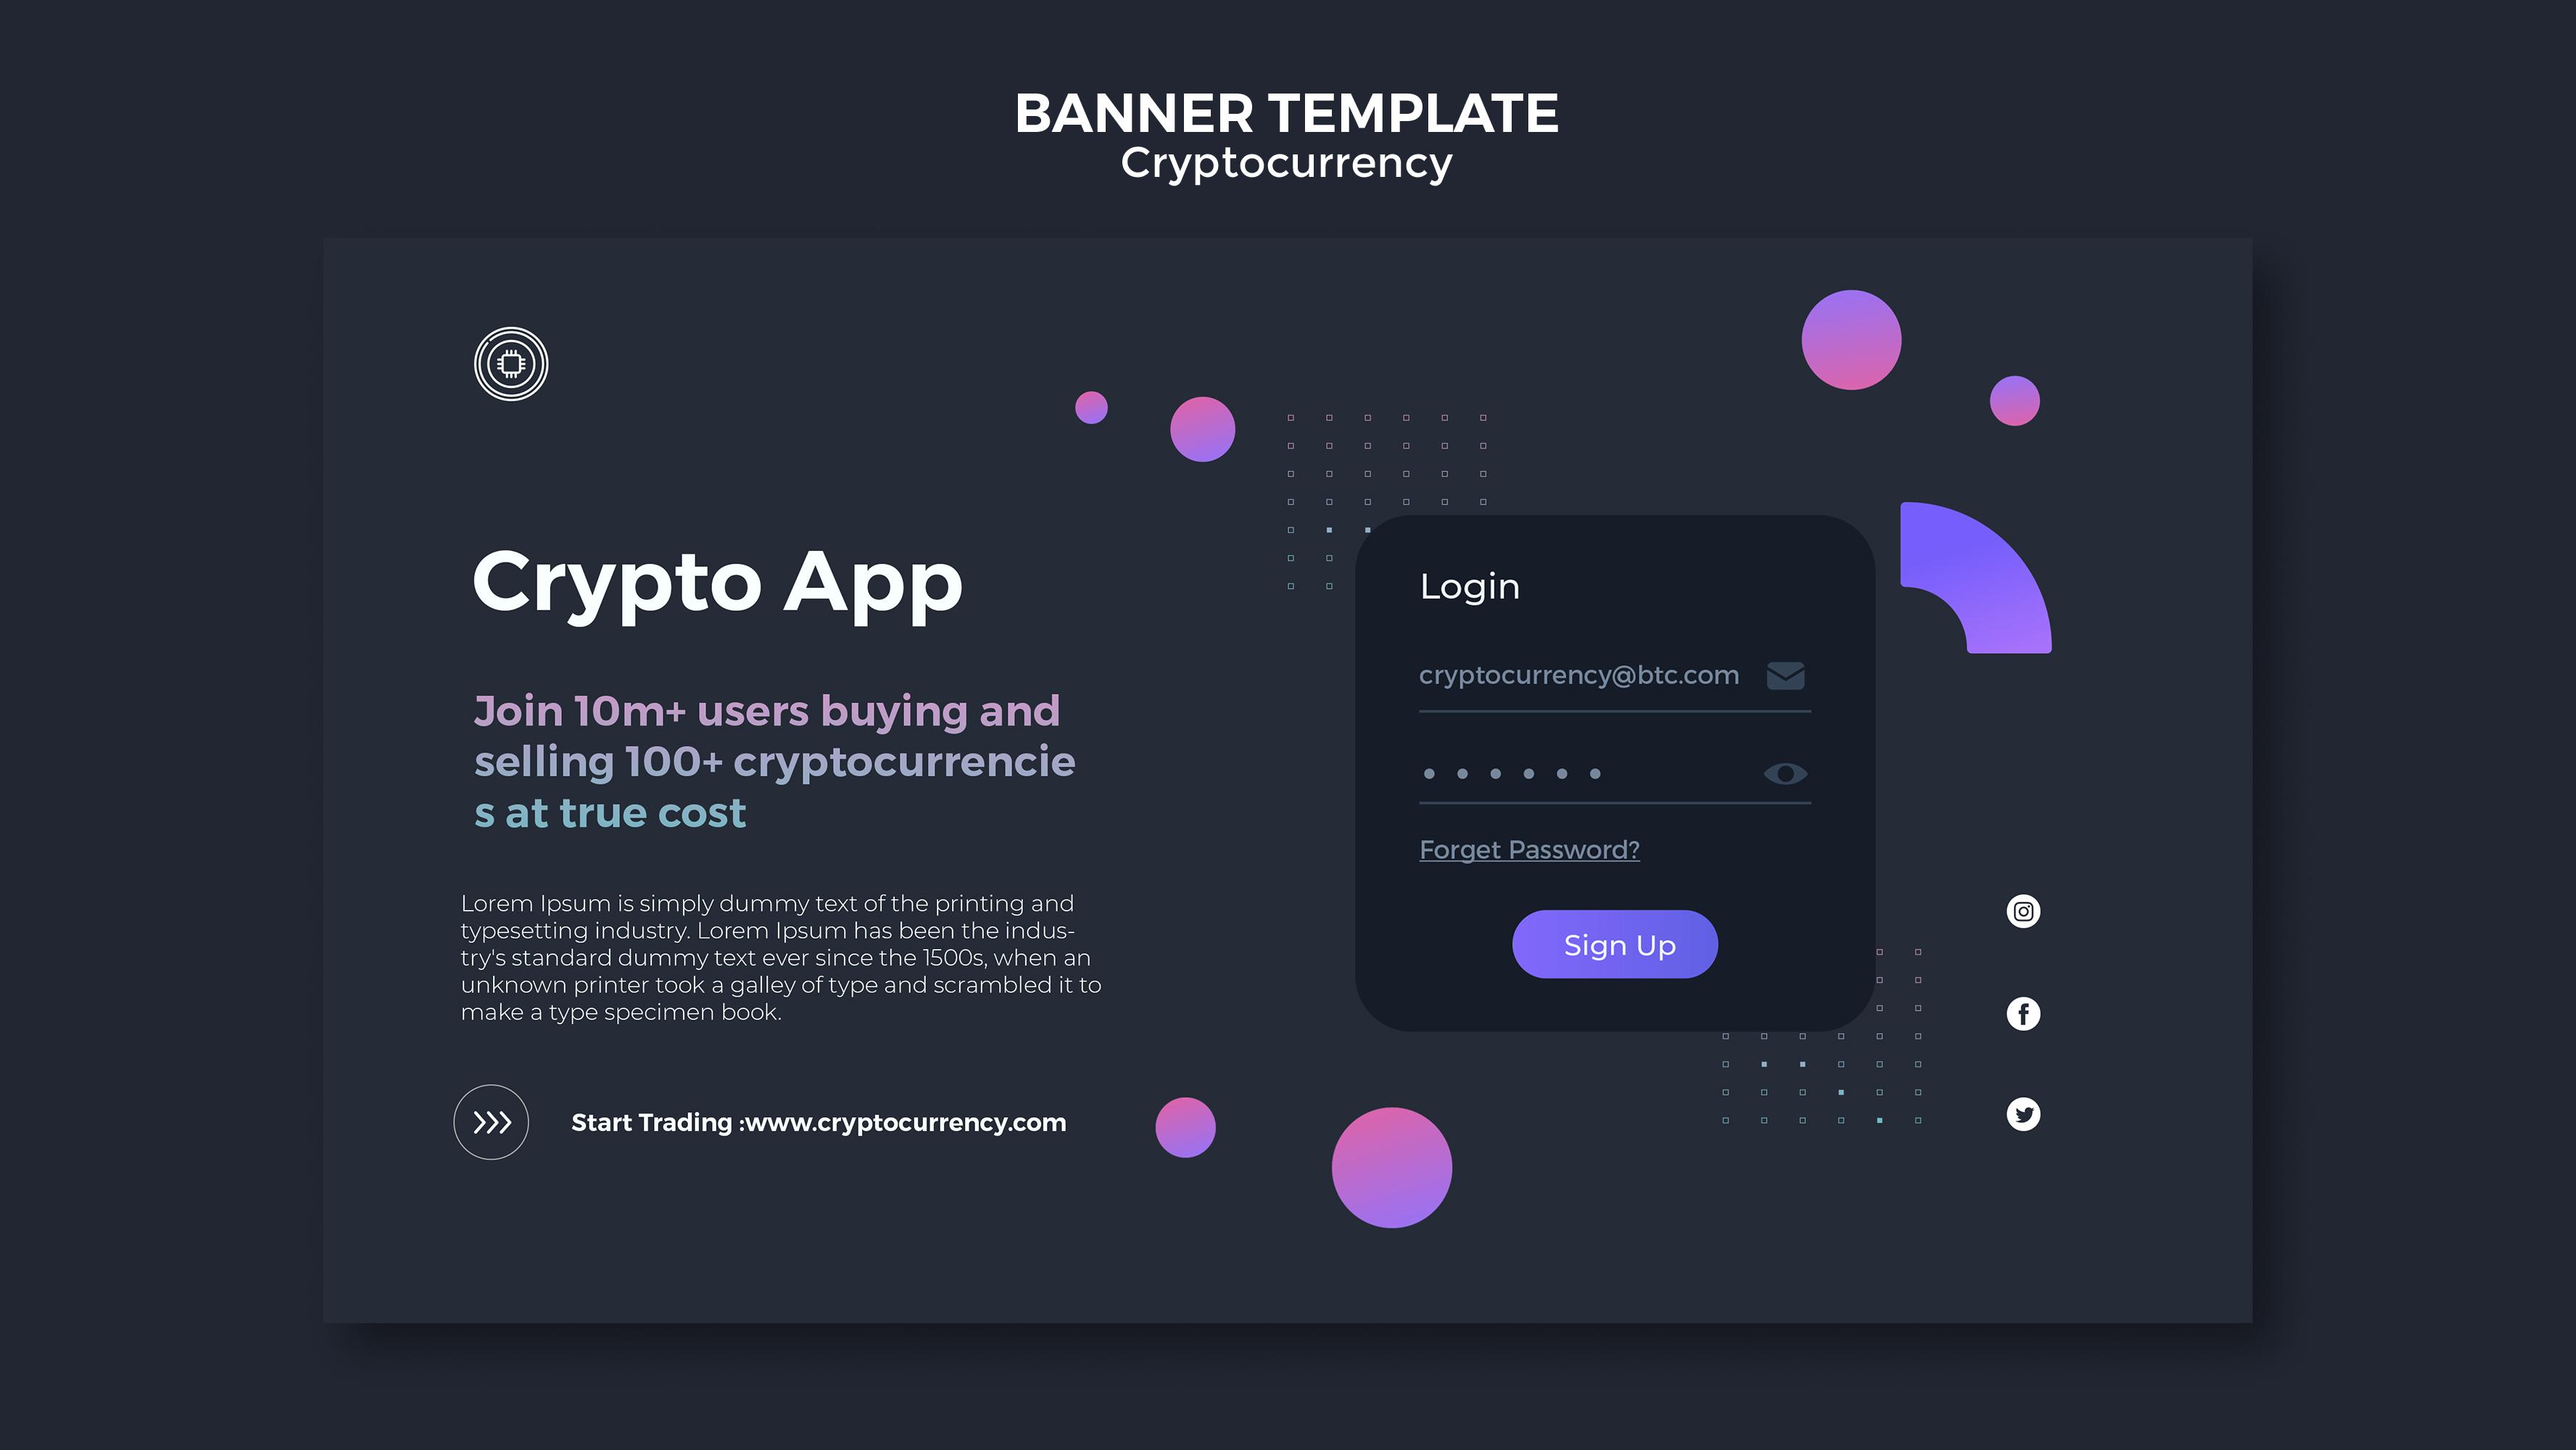 BANNER TEMPLATE
Cryptocurrency
Crypto App
Join 10m+ users buying and
selling 100+ cryptocurrencie
s at true cost
Lorem Ipsum is simply dummy text of the printing and
typesetting industry. Lorem Ipsum has been the indus-
try's standard dummy text ever since the 1500s, when an
unknown printer took a galley of type and scrambled it to
make a type specimen book.
Start Trading :www.cryptocurrency.com
Login
cryptocurrency@btc.com
Forget Password?
Sign Up